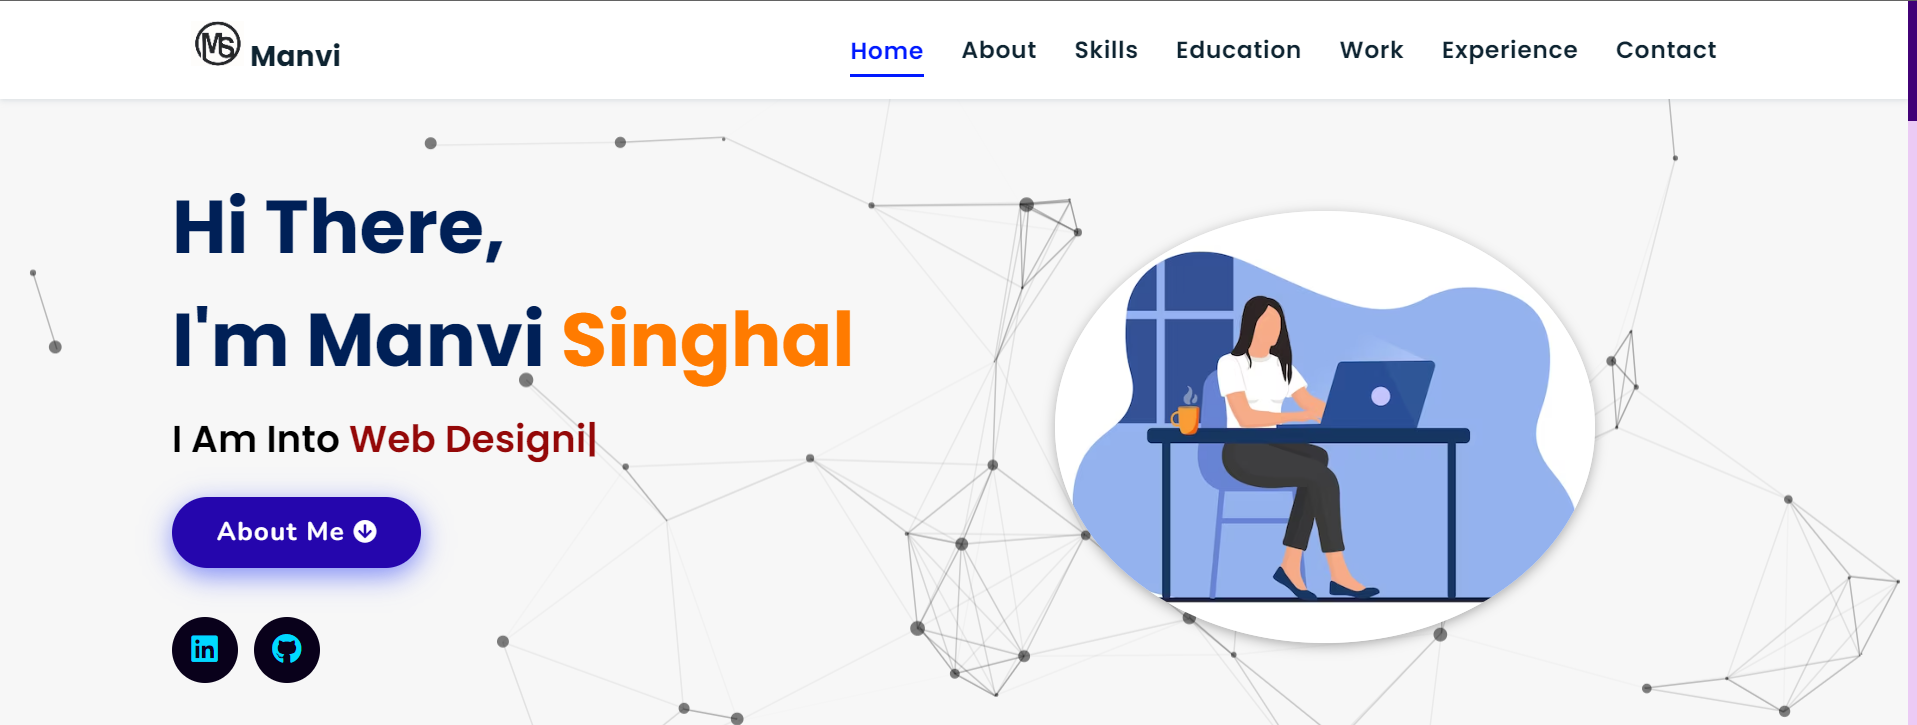 MS Manvi
Home About Skills Education Work Experience Contact
Hi There,
I'm Manvi Singhal
I Am Into Web Designi|
About Me
in